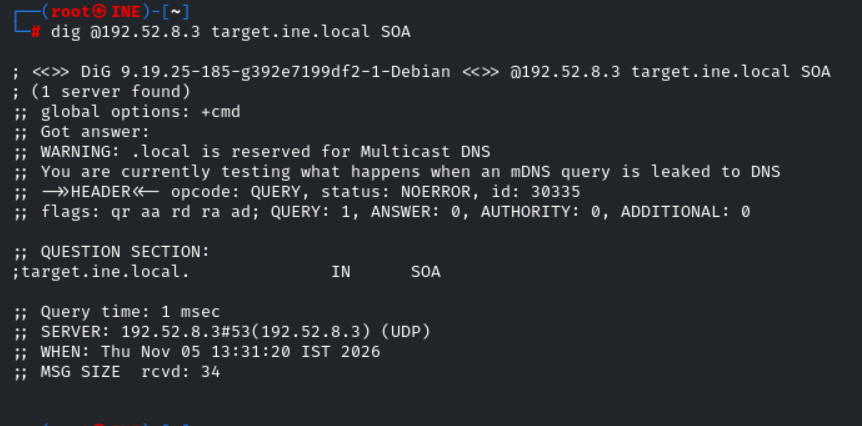 ┌──(root㉿INE)-[~]
└─# dig @192.52.8.3 target.ine.local SOA
; <<>> DiG 9.19.25-185-g392e7199df2-1-Debian <<>> @192.52.8.3 target.ine.local SOA
; (1 server found)
;; global options: +cmd
;; Got answer:
;; WARNING: .local is reserved for Multicast DNS
;; You are currently testing what happens when an mDNS query is leaked to DNS
;; ->>HEADER<<- opcode: QUERY, status: NOERROR, id: 30335
;; flags: qr aa rd ra ad; QUERY: 1, ANSWER: 0, AUTHORITY: 0, ADDITIONAL: 0
;; QUESTION SECTION:
;target.ine.local. IN SOA
;; Query time: 1 msec
;; SERVER: 192.52.8.3#53(192.52.8.3) (UDP)
;; WHEN: Thu Nov 05 13:31:20 IST 2026
;; MSG SIZE rcvd: 34